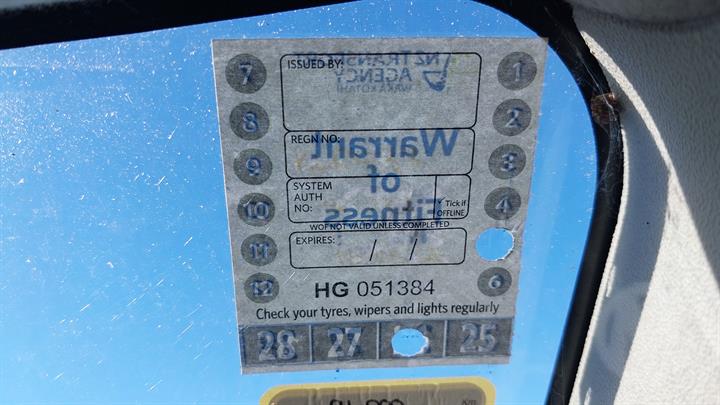 ISSUED BY:
NZ TRANSPORT
AGENCY
WAKA KOTAHI
7
1
8
2
REGN NO:
Warrant
9
3
of
SYSTEM
AUTH
NO:
✓ Tick if
OFFLINE
10
4
Fitness
WOF NOT VALID UNLESS COMPLETED
11
EXPIRES: / /
12
HG 051384
6
Check your tyres, wipers and lights regularly
28 27 25